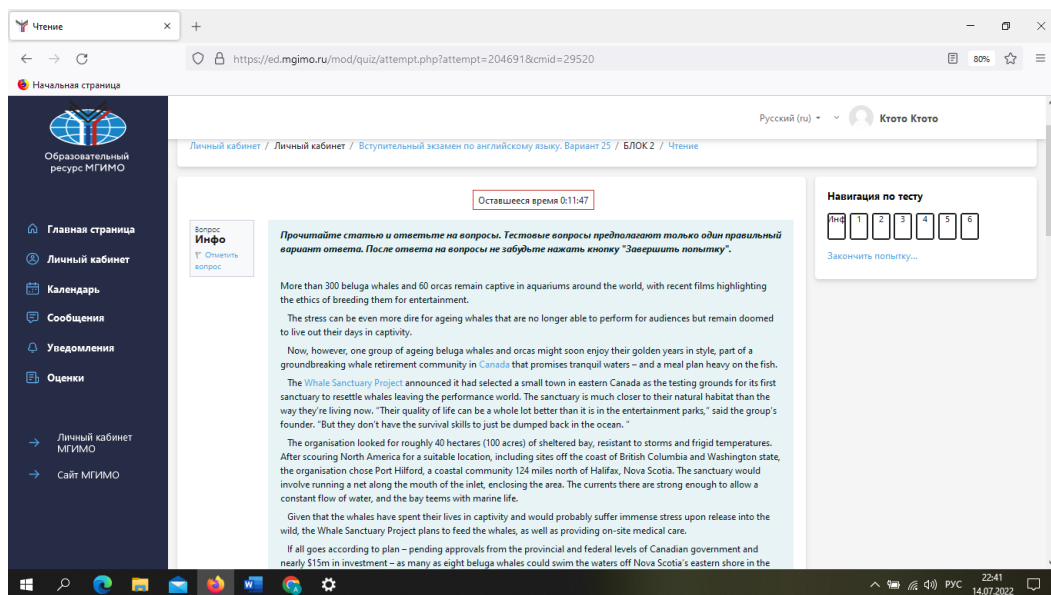 Чтение
https://ed.mgimo.ru/mod/quiz/attempt.php?attempt=204691&cmid=29520
80%
Начальная страница
Образовательный
ресурс МГИМО
Главная страница
Личный кабинет
Календарь
Сообщения
Уведомления
Оценки
Личный кабинет
МГИМО
Сайт МГИМО
Русский (ru)
Ктото Ктото
Личный кабинет / Личный кабинет / Вступительный экзамен по английскому языку. Вариант 25 / БЛОК 2 / Чтение
Оставшееся время 0:11:47
Вопрос
Инфо
Отметить
вопрос
Прочитайте статью и ответьте на вопросы. Тестовые вопросы предполагают только один правильный
вариант ответа. После ответа на вопросы не забудьте нажать кнопку "Завершить попытку".
More than 300 beluga whales and 60 orcas remain captive in aquariums around the world, with recent films highlighting
the ethics of breeding them for entertainment.
The stress can be even more dire for ageing whales that are no longer able to perform for audiences but remain doomed
to live out their days in captivity.
Now, however, one group of ageing beluga whales and orcas might soon enjoy their golden years in style, part of a
groundbreaking whale retirement community in Canada that promises tranquil waters – and a meal plan heavy on the fish.
The Whale Sanctuary Project announced it had selected a small town in eastern Canada as the testing grounds for its first
sanctuary to resettle whales leaving the performance world. The sanctuary is much closer to their natural habitat than the
way they're living now. "Their quality of life can be a whole lot better than it is in the entertainment parks," said the group's
founder. "But they don't have the survival skills to just be dumped back in the ocean. "
The organisation looked for roughly 40 hectares (100 acres) of sheltered bay, resistant to storms and frigid temperatures.
After scouring North America for a suitable location, including sites off the coast of British Columbia and Washington state,
the organisation chose Port Hilford, a coastal community 124 miles north of Halifax, Nova Scotia. The sanctuary would
involve running a net along the mouth of the inlet, enclosing the area. The currents there are strong enough to allow a
constant flow of water, and the bay teems with marine life.
Given that the whales have spent their lives in captivity and would probably suffer immense stress upon release into the
wild, the Whale Sanctuary Project plans to feed the whales, as well as providing on-site medical care.
If all goes according to plan – pending approvals from the provincial and federal levels of Canadian government and
nearly $15m in investment – as many as eight beluga whales could swim the waters off Nova Scotia's eastern shore in the
Навигация по тесту
Инф 1 2 3 4 5 6
Закончить попытку...
РУС
22:41
14.07.2022